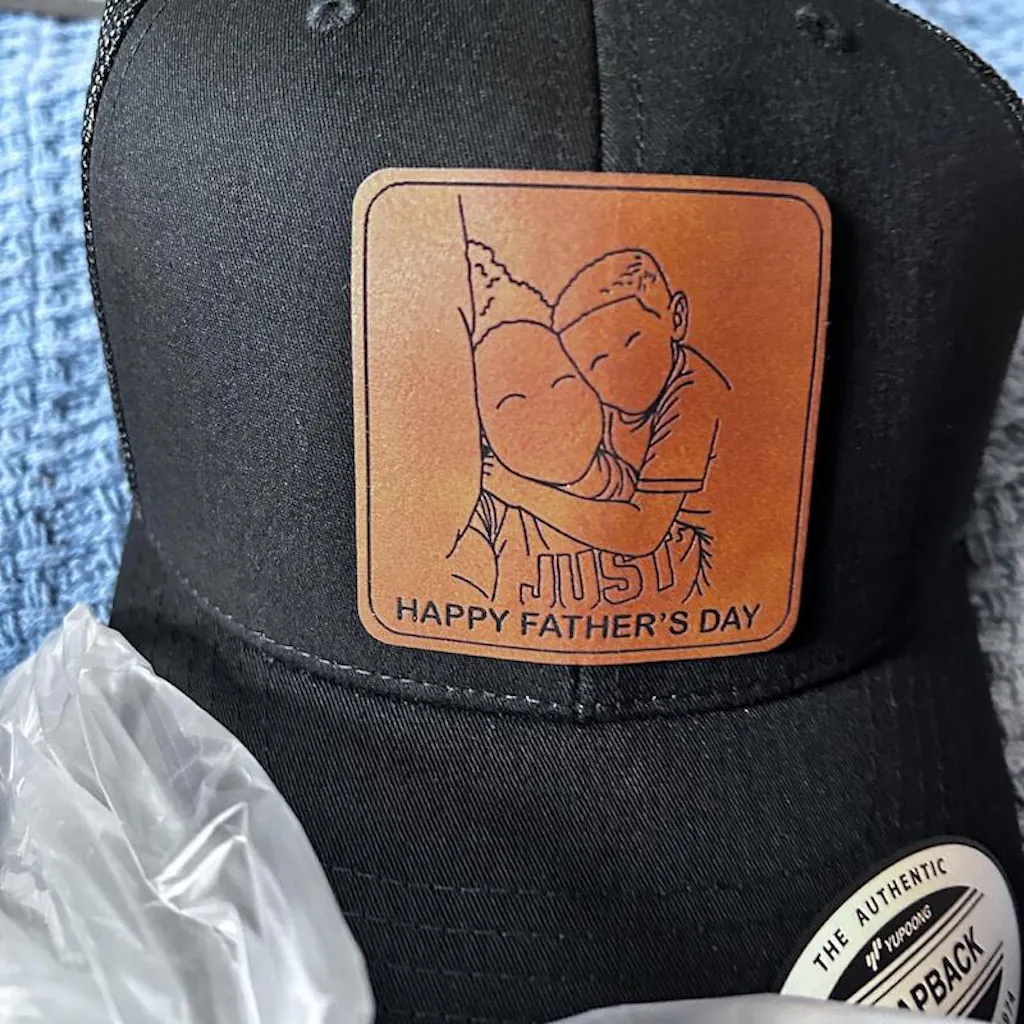 JUST
HAPPY FATHER'S DAY
THE AUTHENTIC
YUPOONG